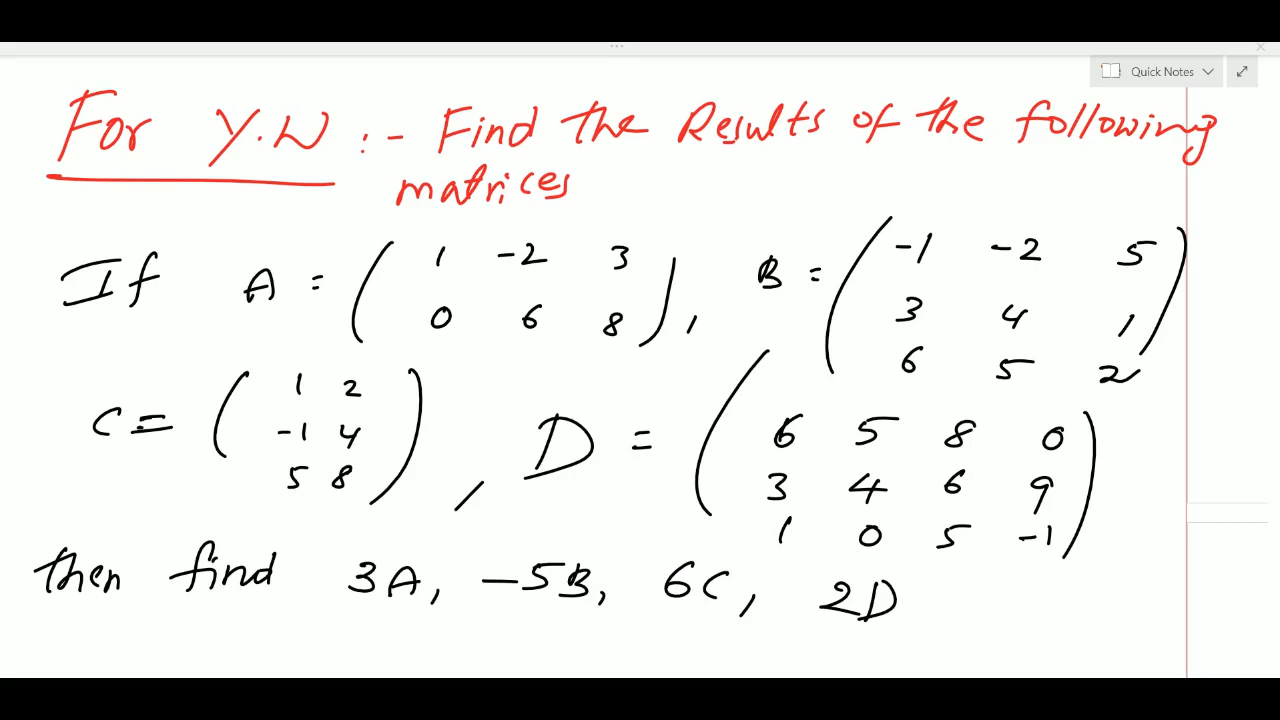 Quick Notes
For Y.W :- Find the Results of the following
matrices
If A = ( 1 -2 3
0 6 8 ) , B = ( -1 -2 5
3 4 1
6 5 2 )
C = ( 1 2
-1 4
5 8 ) , D = ( 6 5 8 0
3 4 6 9
1 0 5 -1 )
then find 3A, -5B, 6C, 2D